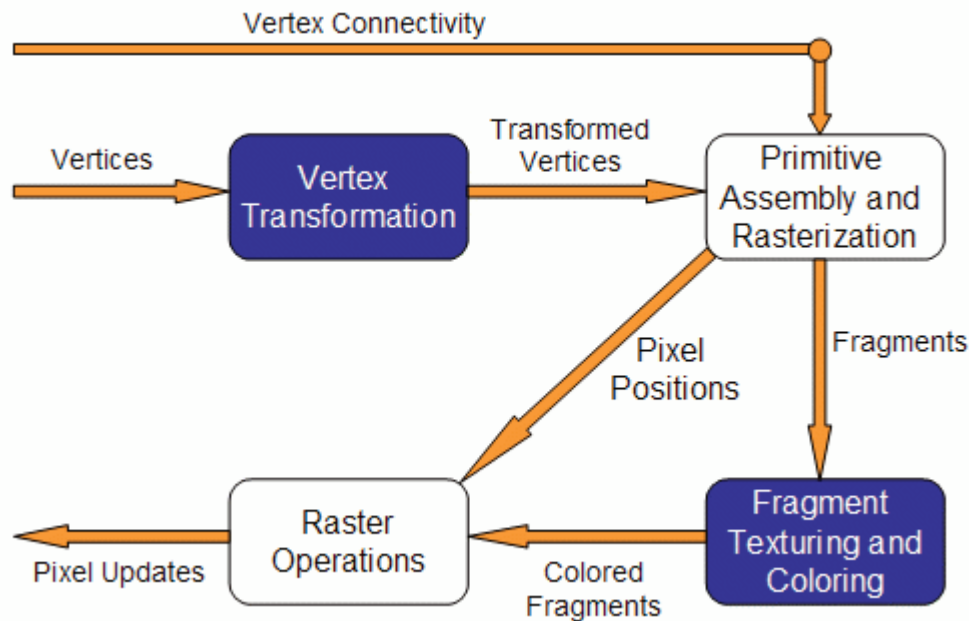 Vertex Connectivity
Vertices
Vertex
Transformation
Transformed
Vertices
Primitive
Assembly and
Rasterization
Pixel
Positions
Fragments
Raster
Operations
Fragment
Texturing and
Coloring
Pixel Updates
Colored
Fragments